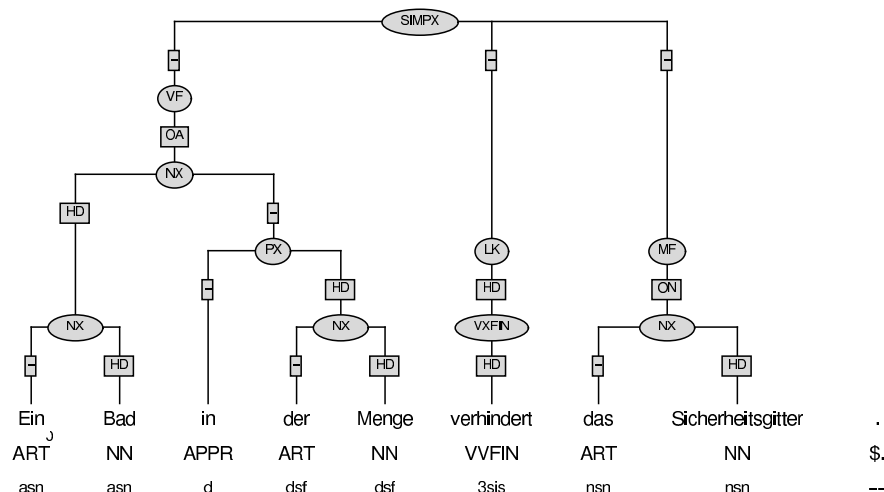 SIMPX
- - -
VF
OA
NX
HD -
PX LK MF
- HD HD ON
NX NX VXFIN NX
- HD - HD HD - HD
Ein Bad in der Menge verhindert das Sicherheitsgitter .
ART NN APPR ART NN VVFIN ART NN $.
asn asn d dsf dsf 3sis nsn nsn --